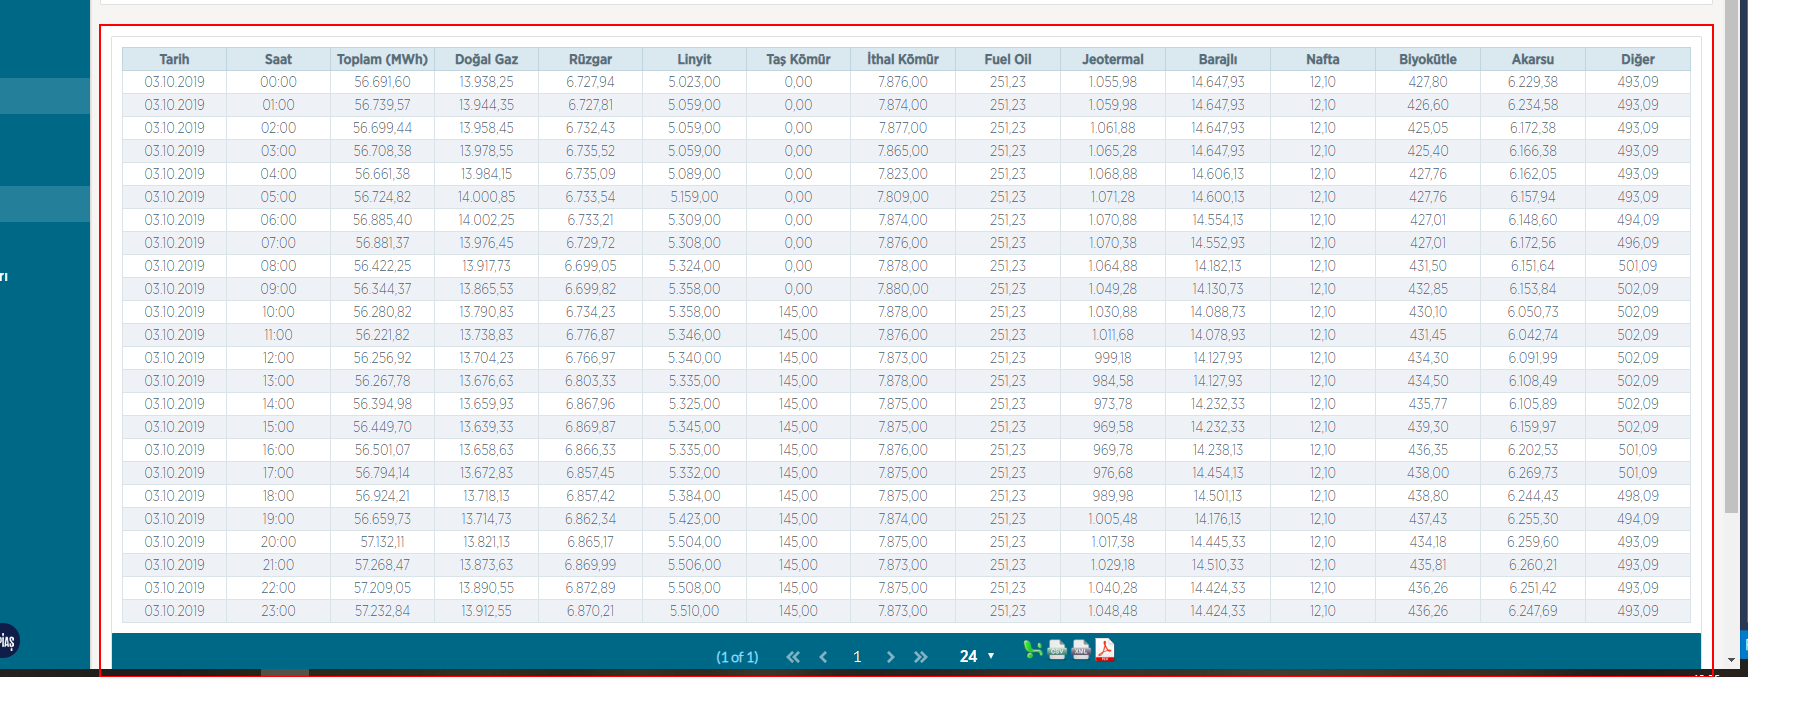 Tarih Saat Toplam (MWh) Doğal Gaz Rüzgar Linyit Taş Kömür İthal Kömür Fuel Oil Jeotermal Barajlı Nafta Biyokütle Akarsu Diğer
03.10.2019 00:00 56.691,60 13.938,25 6.727,94 5.023,00 0,00 7.876,00 251,23 1.055,98 14.647,93 12,10 427,80 6.229,38 493,09
03.10.2019 01:00 56.739,57 13.944,35 6.727,81 5.059,00 0,00 7.874,00 251,23 1.059,98 14.647,93 12,10 426,60 6.234,58 493,09
03.10.2019 02:00 56.699,44 13.958,45 6.732,43 5.059,00 0,00 7.877,00 251,23 1.061,88 14.647,93 12,10 425,05 6.172,38 493,09
03.10.2019 03:00 56.708,38 13.978,55 6.735,52 5.059,00 0,00 7.865,00 251,23 1.065,28 14.647,93 12,10 425,40 6.166,38 493,09
03.10.2019 04:00 56.661,38 13.984,15 6.735,09 5.089,00 0,00 7.823,00 251,23 1.068,88 14.606,13 12,10 427,76 6.162,05 493,09
03.10.2019 05:00 56.724,82 14.000,85 6.733,54 5.159,00 0,00 7.809,00 251,23 1.071,28 14.600,13 12,10 427,76 6.157,94 493,09
03.10.2019 06:00 56.885,40 14.002,25 6.733,21 5.309,00 0,00 7.874,00 251,23 1.070,88 14.554,13 12,10 427,01 6.148,60 494,09
03.10.2019 07:00 56.881,37 13.976,45 6.729,72 5.308,00 0,00 7.876,00 251,23 1.070,38 14.552,93 12,10 427,01 6.172,56 496,09
03.10.2019 08:00 56.422,25 13.917,73 6.699,05 5.324,00 0,00 7.878,00 251,23 1.064,88 14.182,13 12,10 431,50 6.151,64 501,09
03.10.2019 09:00 56.344,37 13.865,53 6.699,82 5.358,00 0,00 7.880,00 251,23 1.049,28 14.130,73 12,10 432,85 6.153,84 502,09
03.10.2019 10:00 56.280,82 13.790,83 6.734,23 5.358,00 145,00 7.878,00 251,23 1.030,88 14.088,73 12,10 430,10 6.050,73 502,09
03.10.2019 11:00 56.221,82 13.738,83 6.776,87 5.346,00 145,00 7.876,00 251,23 1.011,68 14.078,93 12,10 431,45 6.042,74 502,09
03.10.2019 12:00 56.256,92 13.704,23 6.766,97 5.340,00 145,00 7.873,00 251,23 999,18 14.127,93 12,10 434,30 6.091,99 502,09
03.10.2019 13:00 56.267,78 13.676,63 6.803,33 5.335,00 145,00 7.878,00 251,23 984,58 14.127,93 12,10 434,50 6.108,49 502,09
03.10.2019 14:00 56.394,98 13.659,93 6.867,96 5.325,00 145,00 7.875,00 251,23 973,78 14.232,33 12,10 435,77 6.105,89 502,09
03.10.2019 15:00 56.449,70 13.639,33 6.869,87 5.345,00 145,00 7.875,00 251,23 969,58 14.232,33 12,10 439,30 6.159,97 502,09
03.10.2019 16:00 56.501,07 13.658,63 6.866,33 5.335,00 145,00 7.876,00 251,23 969,78 14.238,13 12,10 436,35 6.202,53 501,09
03.10.2019 17:00 56.794,14 13.672,83 6.857,45 5.332,00 145,00 7.875,00 251,23 976,68 14.454,13 12,10 438,00 6.269,73 501,09
03.10.2019 18:00 56.924,21 13.718,13 6.857,42 5.384,00 145,00 7.875,00 251,23 989,98 14.501,13 12,10 438,80 6.244,43 498,09
03.10.2019 19:00 56.659,73 13.714,73 6.862,34 5.423,00 145,00 7.874,00 251,23 1.005,48 14.176,13 12,10 437,43 6.255,30 494,09
03.10.2019 20:00 57.132,11 13.821,13 6.865,17 5.504,00 145,00 7.875,00 251,23 1.017,38 14.445,33 12,10 434,18 6.259,60 493,09
03.10.2019 21:00 57.268,47 13.873,63 6.869,99 5.506,00 145,00 7.873,00 251,23 1.029,18 14.510,33 12,10 435,81 6.260,21 493,09
03.10.2019 22:00 57.209,05 13.890,55 6.872,89 5.508,00 145,00 7.875,00 251,23 1.040,28 14.424,33 12,10 436,26 6.251,42 493,09
03.10.2019 23:00 57.232,84 13.912,55 6.870,21 5.510,00 145,00 7.873,00 251,23 1.048,48 14.424,33 12,10 436,26 6.247,69 493,09
(1 of 1) 1 24 CSV XML